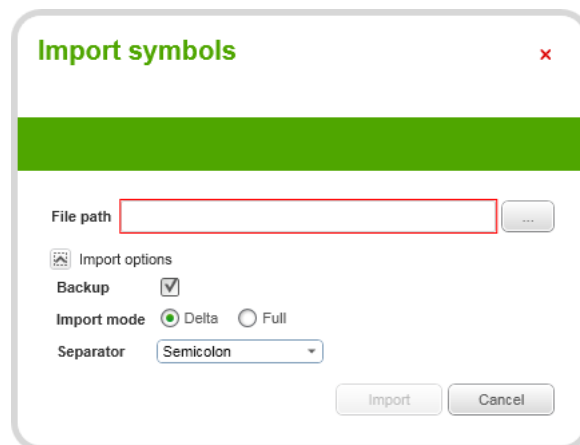 Import symbols
File path ...
Import options
Backup
Import mode Delta Full
Separator Semicolon
Import Cancel